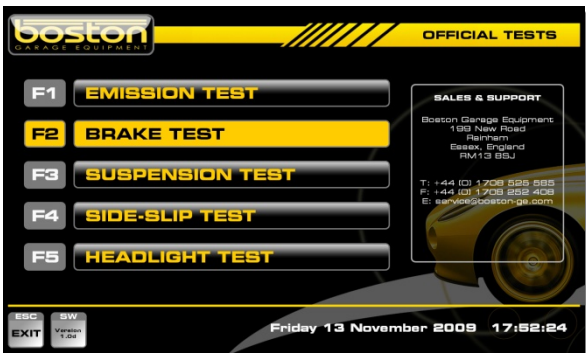 boston
GARAGE EQUIPMENT
OFFICIAL TESTS
F1 EMISSION TEST
F2 BRAKE TEST
F3 SUSPENSION TEST
F4 SIDE-SLIP TEST
F5 HEADLIGHT TEST
SALES & SUPPORT
Boston Garage Equipment
199 New Road
Rainham
Essex, England
RM13 8SJ
T: +44 (0) 1708 525 585
F: +44 (0) 1708 252 408
E: service@boston-ge.com
ESC
EXIT
SW
Version
1.0d
Friday 13 November 2009 17:52:24